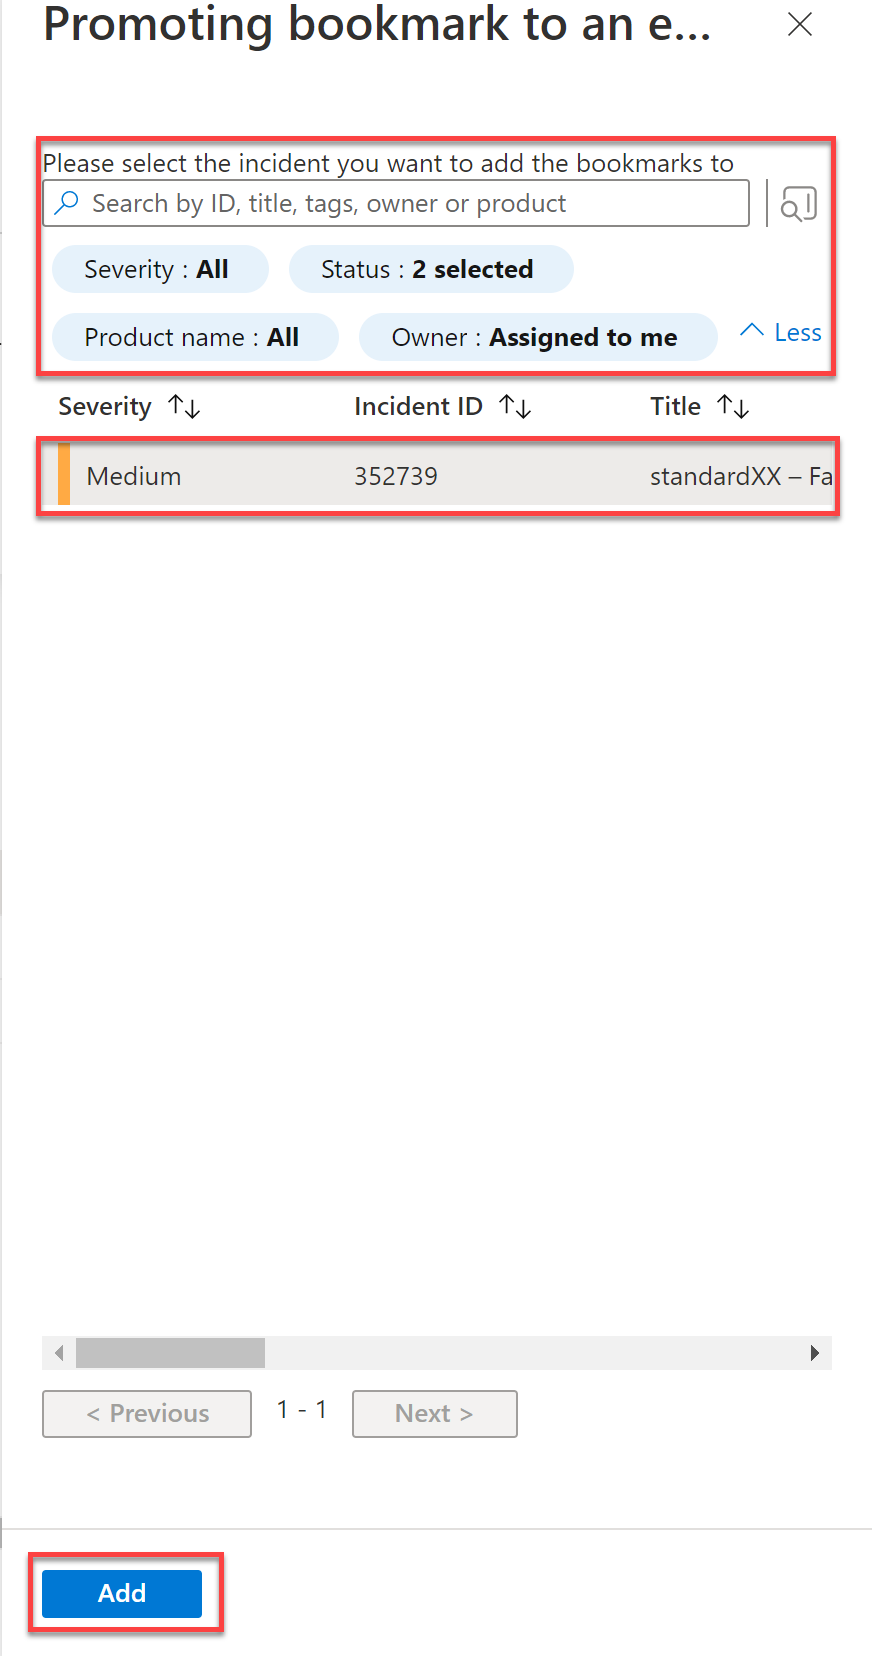 Promoting bookmark to an e...
Please select the incident you want to add the bookmarks to
Search by ID, title, tags, owner or product
Severity : All Status : 2 selected
Product name : All Owner : Assigned to me Less
Severity ↑↓ Incident ID ↑↓ Title ↑↓
Medium 352739 standardXX – Fa
< Previous 1 - 1 Next >
Add